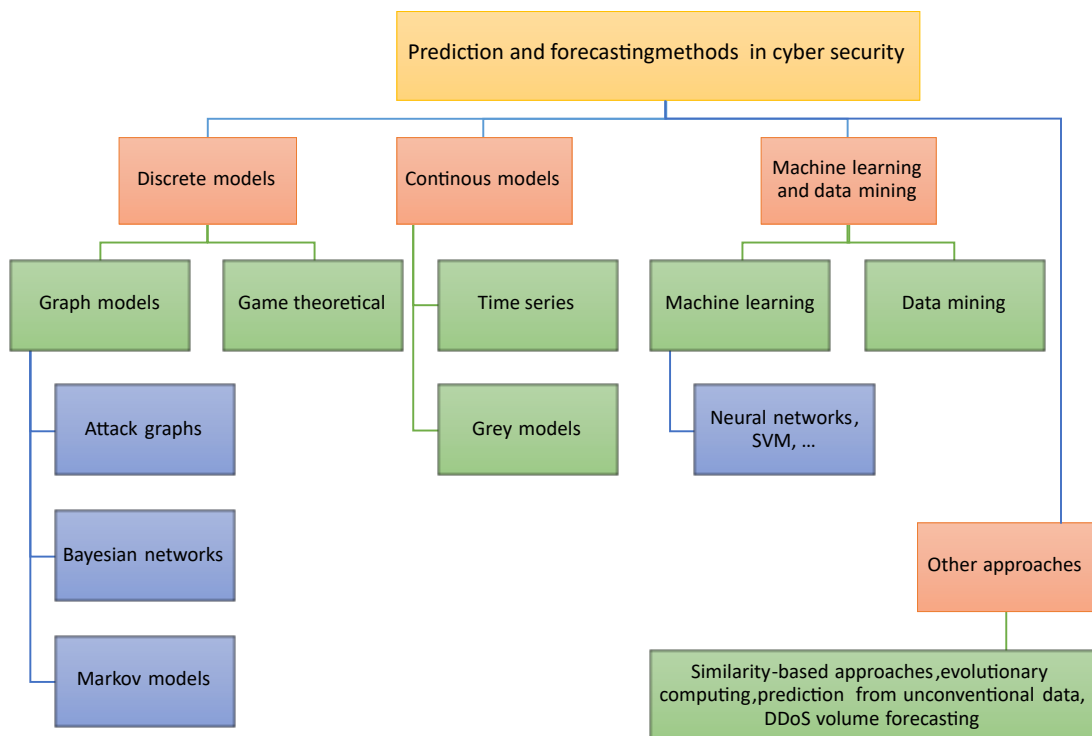 Prediction and forecastingmethods in cyber security
Discrete models
Continous models
Machine learning
and data mining
Graph models
Game theoretical
Time series
Machine learning
Data mining
Attack graphs
Grey models
Neural networks,
SVM, ...
Bayesian networks
Other approaches
Markov models
Similarity-based approaches,evolutionary
computing,prediction from unconventional data,
DDoS volume forecasting